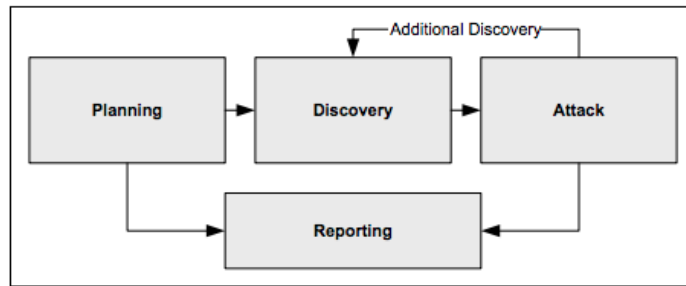 Additional Discovery
Planning
Discovery
Attack
Reporting